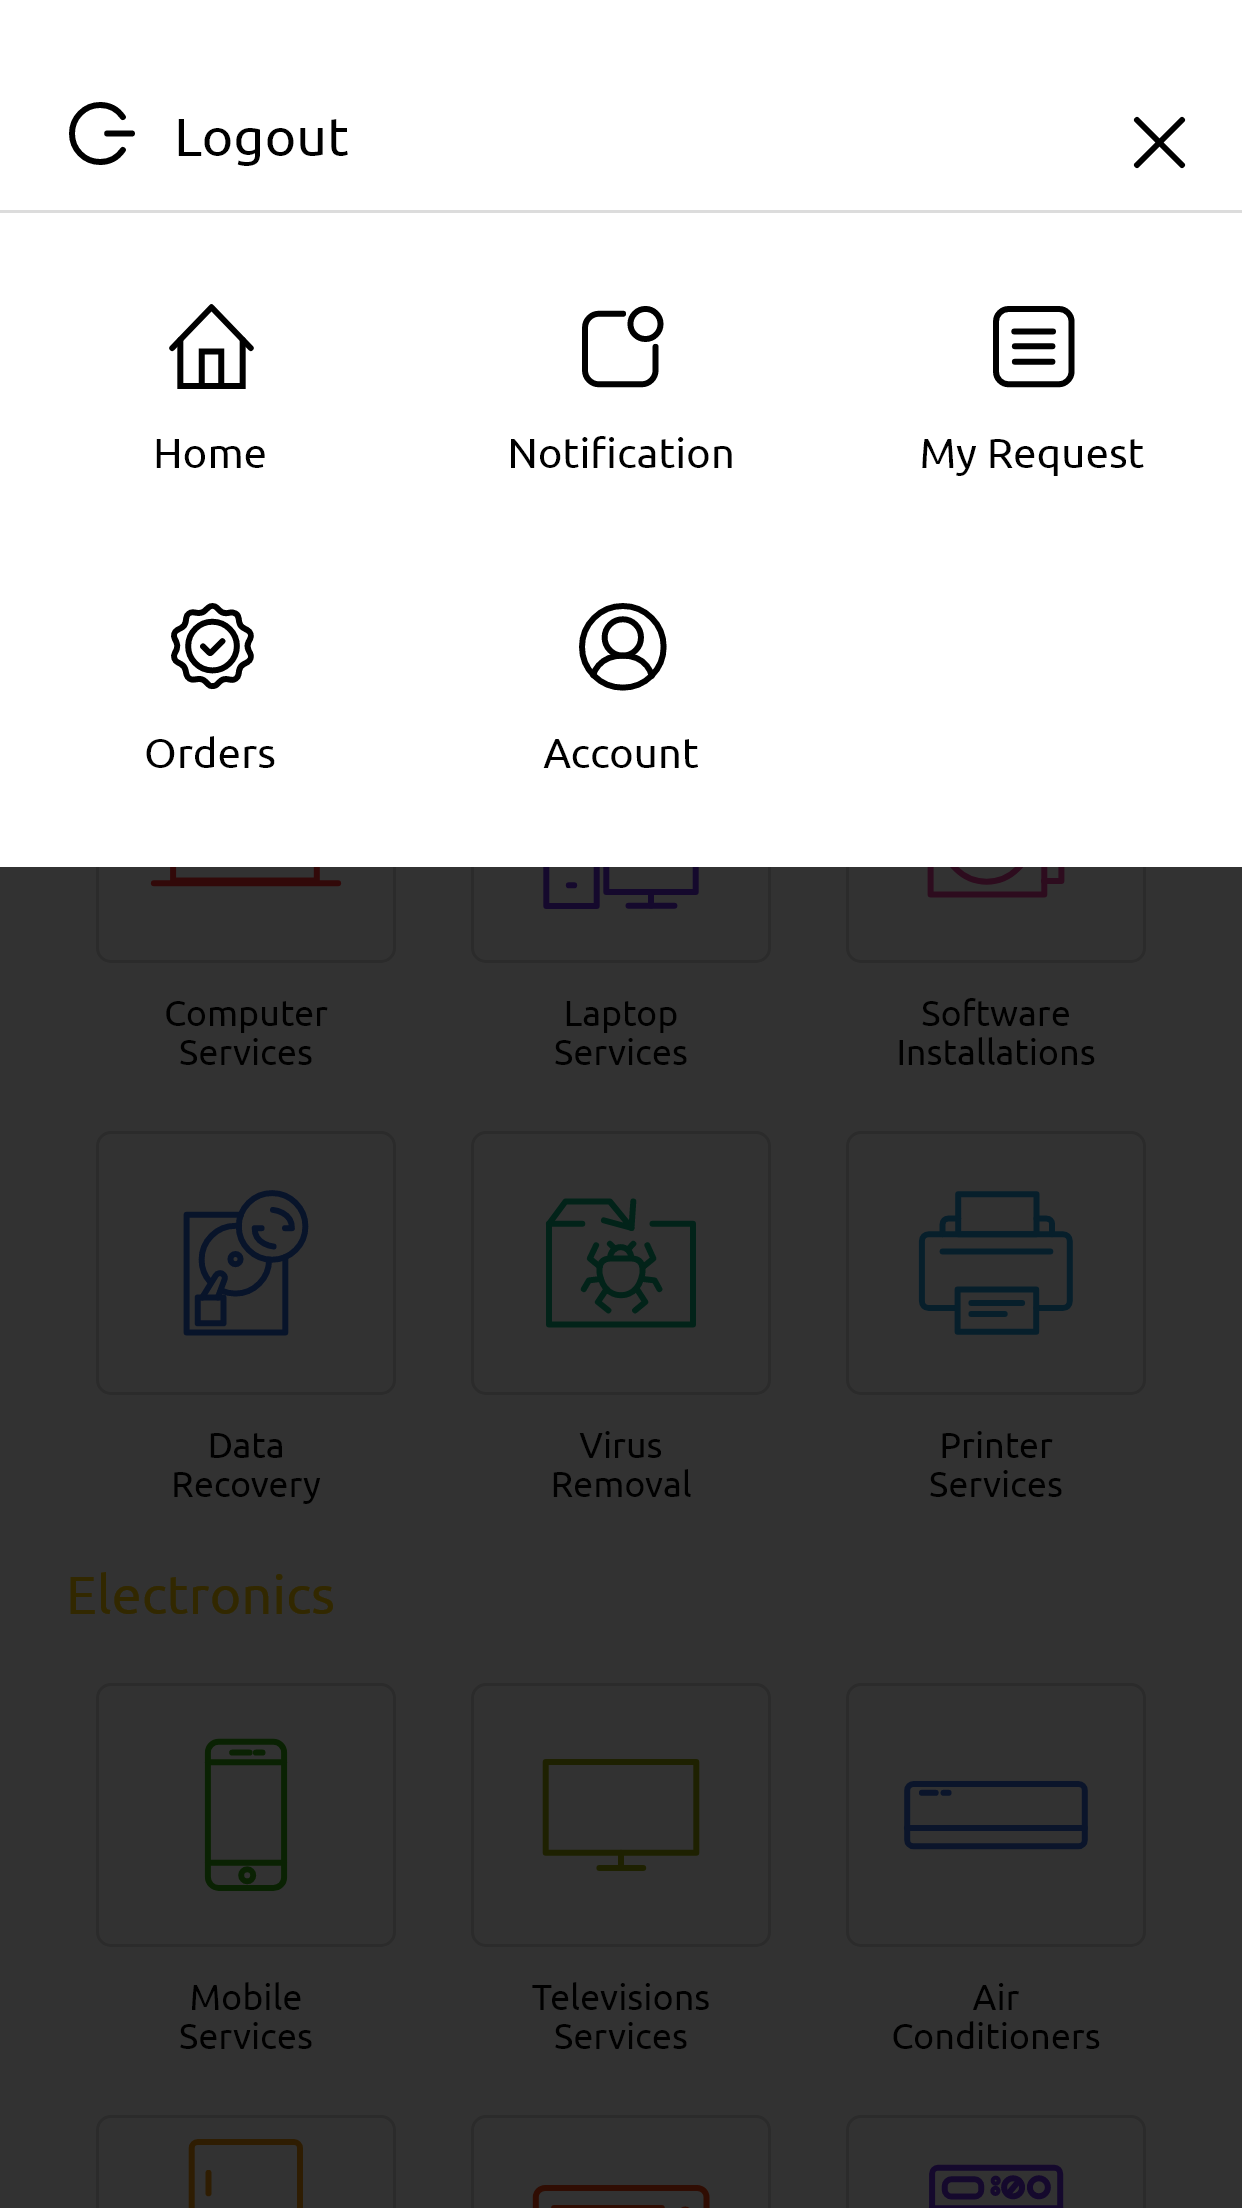 Logout
Home
Notification
My Request
Orders
Account
Computer
Services
Laptop
Services
Software
Installations
Data
Recovery
Virus
Removal
Printer
Services
Electronics
Mobile
Services
Televisions
Services
Air
Conditioners